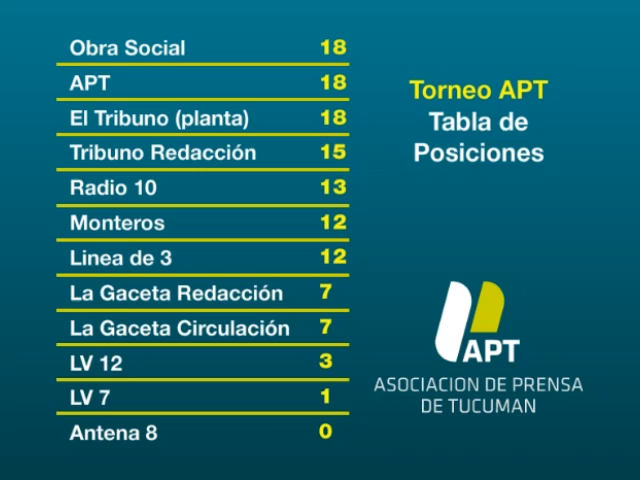 Obra Social 18
APT 18
El Tribuno (planta) 18
Tribuno Redacción 15
Radio 10 13
Monteros 12
Linea de 3 12
La Gaceta Redacción 7
La Gaceta Circulación 7
LV 12 3
LV 7 1
Antena 8 0
Torneo APT
Tabla de
Posiciones
APT
ASOCIACION DE PRENSA
DE TUCUMAN